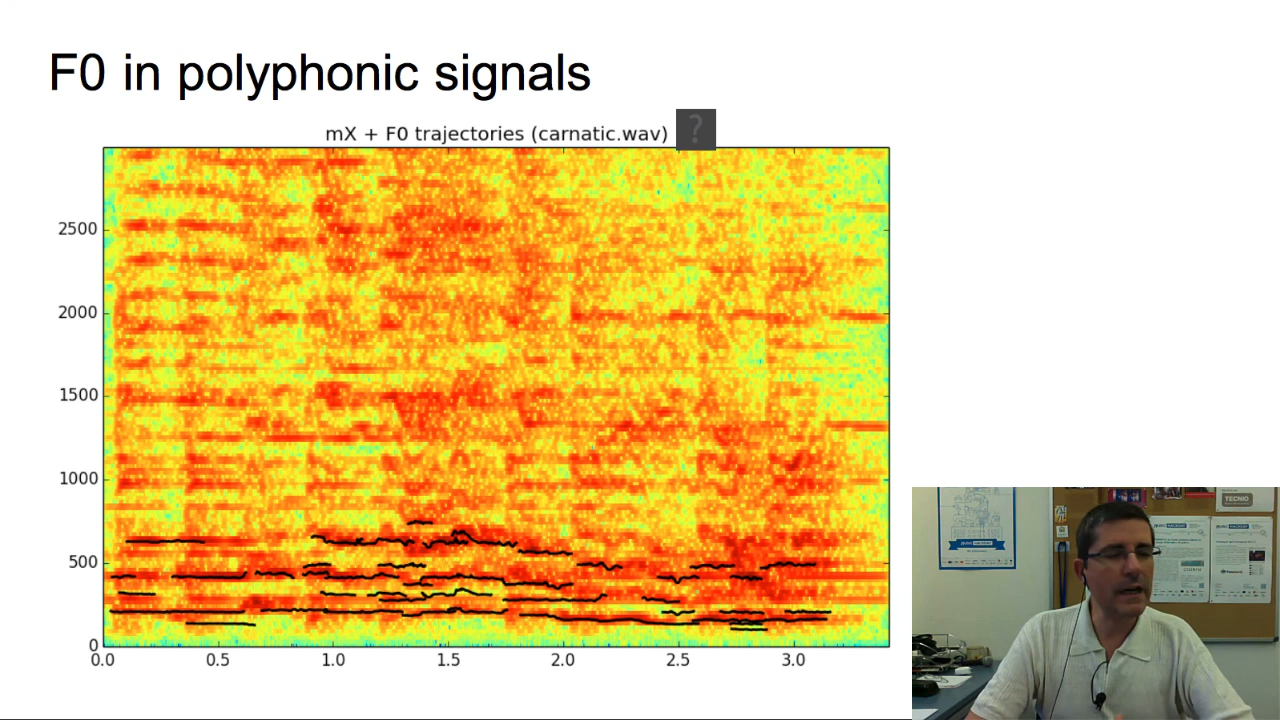 F0 in polyphonic signals
mX + F0 trajectories (carnatic.wav)
?
2500
2000
1500
1000
500
0
0.0 0.5 1.0 1.5 2.0 2.5 3.0
TECNIO